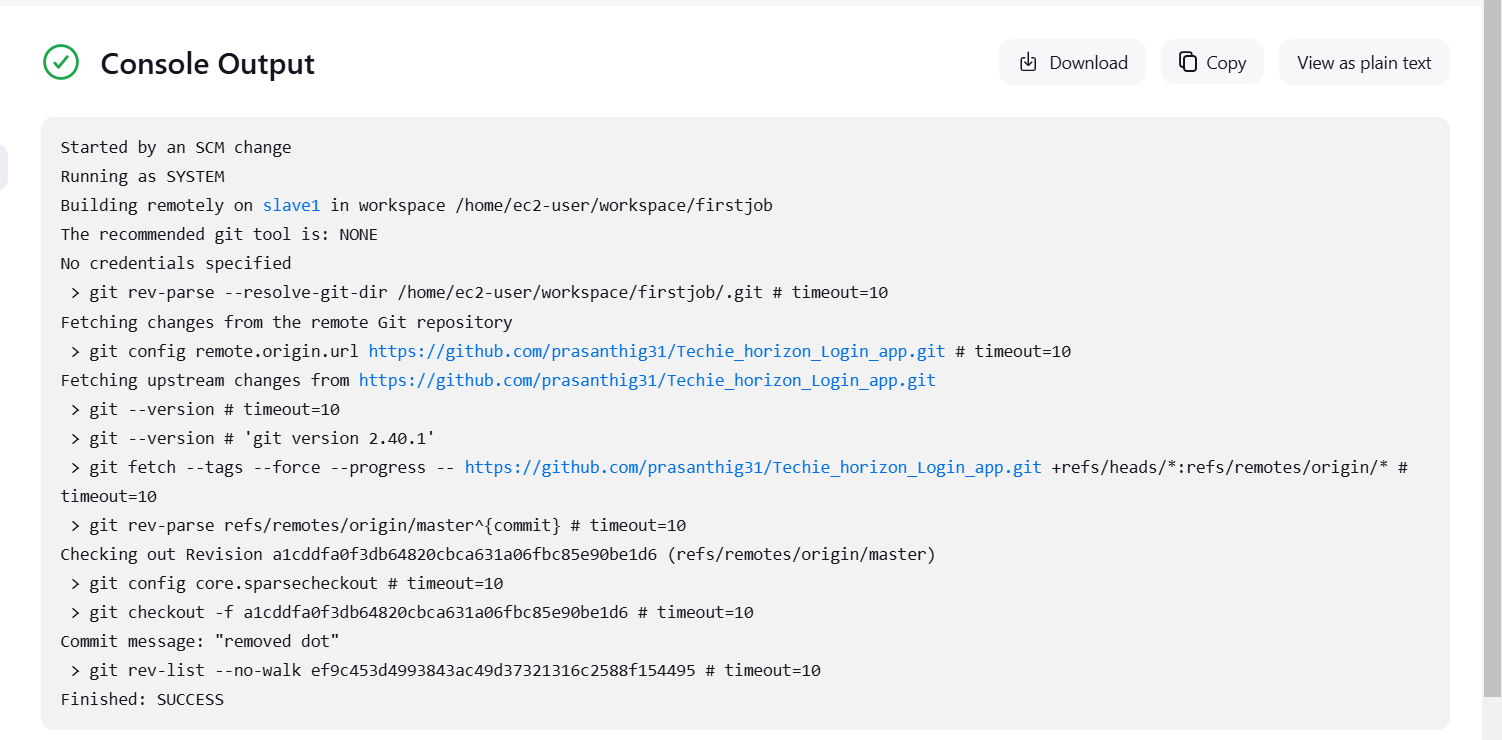 Console Output
Download
Copy
View as plain text
Started by an SCM change
Running as SYSTEM
Building remotely on slave1 in workspace /home/ec2-user/workspace/firstjob
The recommended git tool is: NONE
No credentials specified
> git rev-parse --resolve-git-dir /home/ec2-user/workspace/firstjob/.git # timeout=10
Fetching changes from the remote Git repository
> git config remote.origin.url https://github.com/prasanthig31/Techie_horizon_Login_app.git # timeout=10
Fetching upstream changes from https://github.com/prasanthig31/Techie_horizon_Login_app.git
> git --version # timeout=10
> git --version # 'git version 2.40.1'
> git fetch --tags --force --progress -- https://github.com/prasanthig31/Techie_horizon_Login_app.git +refs/heads/*:refs/remotes/origin/* #
timeout=10
> git rev-parse refs/remotes/origin/master^{commit} # timeout=10
Checking out Revision a1cddfa0f3db64820cbca631a06fbc85e90be1d6 (refs/remotes/origin/master)
> git config core.sparsecheckout # timeout=10
> git checkout -f a1cddfa0f3db64820cbca631a06fbc85e90be1d6 # timeout=10
Commit message: "removed dot"
> git rev-list --no-walk ef9c453d4993843ac49d37321316c2588f154495 # timeout=10
Finished: SUCCESS